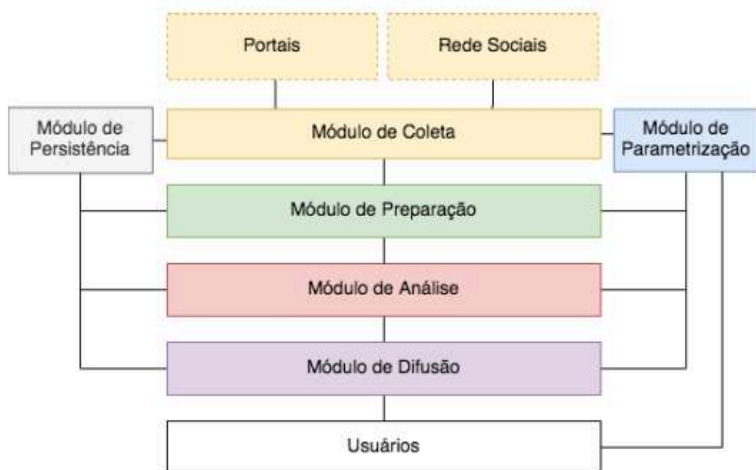 Portais
Rede Sociais
Módulo de
Persistência
Módulo de Coleta
Módulo de
Parametrização
Módulo de Preparação
Módulo de Análise
Módulo de Difusão
Usuários